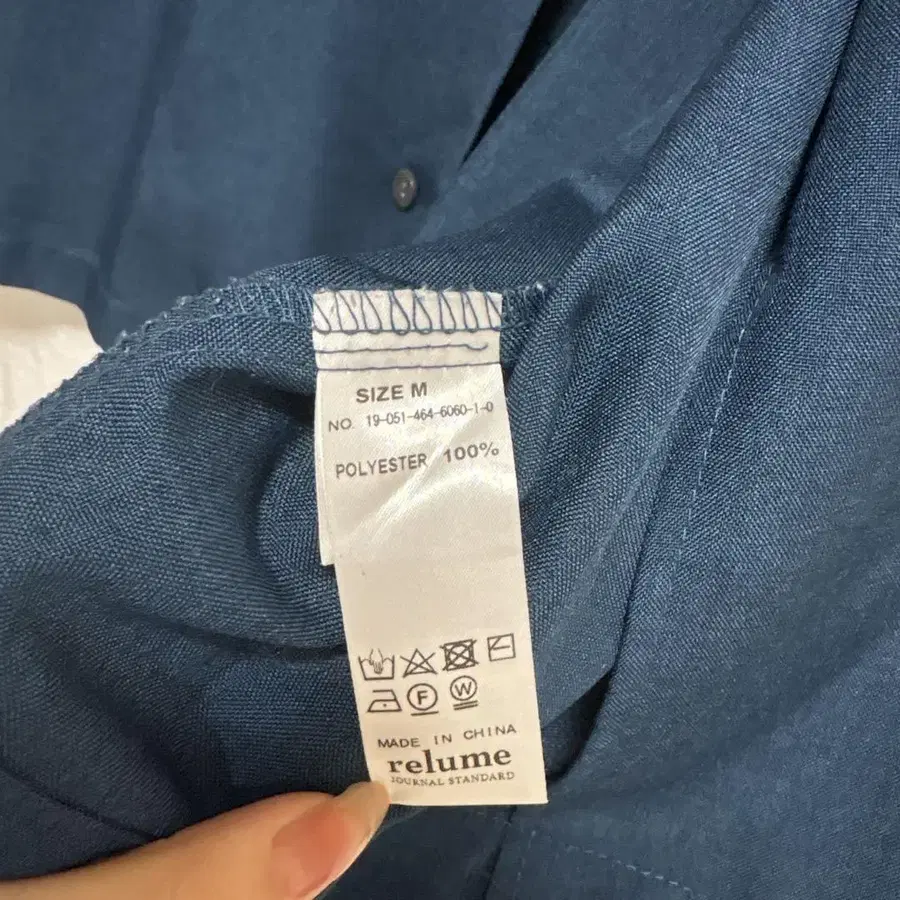 SIZE M
NO. 19-051-464-6060-1-0
POLYESTER 100%
F W
MADE IN CHINA
relume
JOURNAL STANDARD